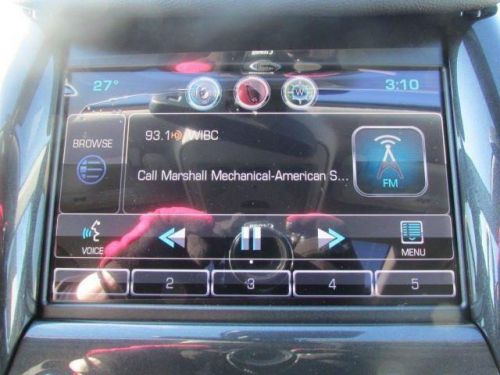 27°
W
3:10
93.1 WIBC
BROWSE
Call Marshall Mechanical-American S...
FM
VOICE
MENU
2
3
4
5